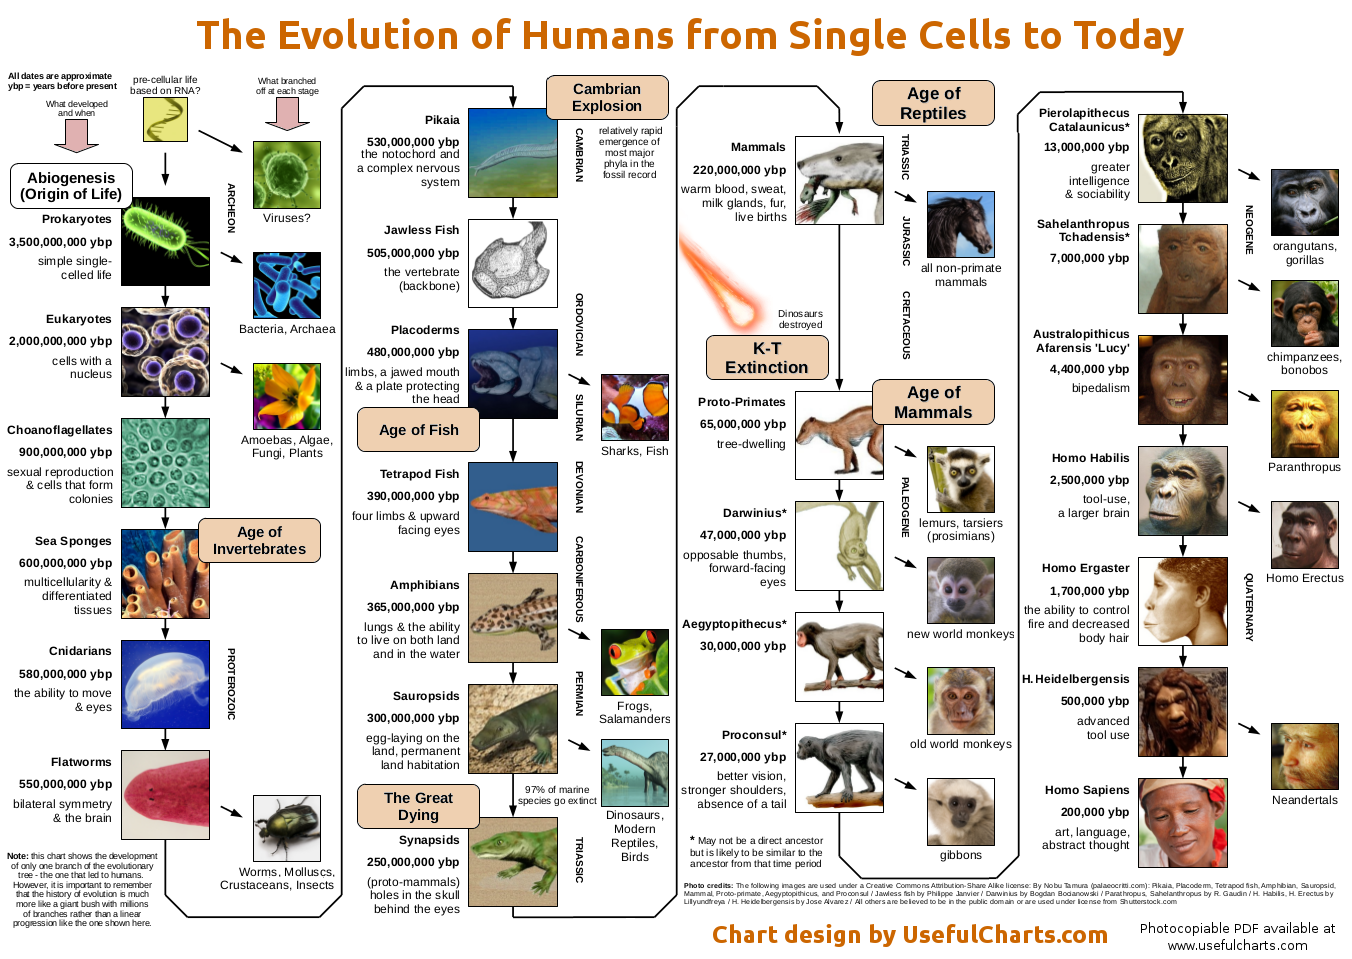 The Evolution of Humans from Single Cells to Today
All dates are approximate
ybp = years before present
What developed
and when
pre-cellular life
based on RNA?
What branched
off at each stage
Abiogenesis
(Origin of Life)
Prokaryotes
3,500,000,000 ybp
simple single-
celled life
ARCHEON
Viruses?
Bacteria, Archaea
Eukaryotes
2,000,000,000 ybp
cells with a
nucleus
Amoebas, Algae,
Fungi, Plants
Choanoflagellates
900,000,000 ybp
sexual reproduction
& cells that form
colonies
Age of
Invertebrates
Sea Sponges
600,000,000 ybp
multicellularity &
differentiated
tissues
Cnidarians
580,000,000 ybp
the ability to move
& eyes
PROTEROZOIC
Flatworms
550,000,000 ybp
bilateral symmetry
& the brain
Worms, Molluscs,
Crustaceans, Insects
Note: this chart shows the development
of only one branch of the evolutionary
tree - the one that led to humans.
However, it is important to remember
that the history of evolution is much
more like a giant bush with millions
of branches rather than a linear
progression like the one shown here.
Cambrian
Explosion
Pikaia
530,000,000 ybp
the notochord and
a complex nervous
system
CAMBRIAN
relatively rapid
emergence of
most major
phyla in the
fossil record
Jawless Fish
505,000,000 ybp
the vertebrate
(backbone)
ORDOVICIAN
Placoderms
480,000,000 ybp
limbs, a jawed mouth
& a plate protecting
the head
SILURIAN
Sharks, Fish
Age of Fish
Tetrapod Fish
390,000,000 ybp
four limbs & upward
facing eyes
DEVONIAN
Amphibians
365,000,000 ybp
lungs & the ability
to live on both land
and in the water
CARBONIFEROUS
Frogs,
Salamanders
Sauropsids
300,000,000 ybp
egg-laying on the
land, permanent
land habitation
PERMIAN
Dinosaurs,
Modern
Reptiles,
Birds
97% of marine
species go extinct
The Great
Dying
Synapsids
250,000,000 ybp
(proto-mammals)
holes in the skull
behind the eyes
TRIASSIC
Age of
Reptiles
Mammals
220,000,000 ybp
warm blood, sweat,
milk glands, fur,
live births
TRIASSIC
JURASSIC
CRETACEOUS
all non-primate
mammals
Dinosaurs
destroyed
K-T
Extinction
Age of
Mammals
Proto-Primates
65,000,000 ybp
tree-dwelling
PALEOGENE
lemurs, tarsiers
(prosimians)
Darwinius*
47,000,000 ybp
opposable thumbs,
forward-facing
eyes
new world monkeys
Aegyptopithecus*
30,000,000 ybp
old world monkeys
Proconsul*
27,000,000 ybp
better vision,
stronger shoulders,
absence of a tail
gibbons
* May not be a direct ancestor
but is likely to be similar to the
ancestor from that time period
Pierolapithecus
Catalaunicus*
13,000,000 ybp
greater
intelligence
& sociability
NEOGENE
orangutans,
gorillas
Sahelanthropus
Tchadensis*
7,000,000 ybp
chimpanzees,
bonobos
Australopithicus
Afarensis 'Lucy'
4,400,000 ybp
bipedalism
Paranthropus
Homo Habilis
2,500,000 ybp
tool-use,
a larger brain
Homo Erectus
Homo Ergaster
1,700,000 ybp
the ability to control
fire and decreased
body hair
QUATERNARY
H. Heidelbergensis
500,000 ybp
advanced
tool use
Neandertals
Homo Sapiens
200,000 ybp
art, language,
abstract thought
Photo credits: The following images are used under a Creative Commons Attribution-Share Alike license: By Nobu Tamura (palaeocritti.com): Pikaia, Placoderm, Tetrapod fish, Amphibian, Sauropsid,
Mammal, Proto-primate, Aegyptopithicus, and Proconsul / Jawless fish by Philippe Janvier / Darwinius by Bogdan Bocianowski / Parathropus, Sahelanthropus by R. Gaudin / H. Habilis, H. Erectus by
Lillyundfreya / H. Heidelbergensis by Jose Alvarez / All others are believed to be in the public domain or are used under license from Shutterstock.com
Chart design by UsefulCharts.com
Photocopiable PDF available at
www.usefulcharts.com